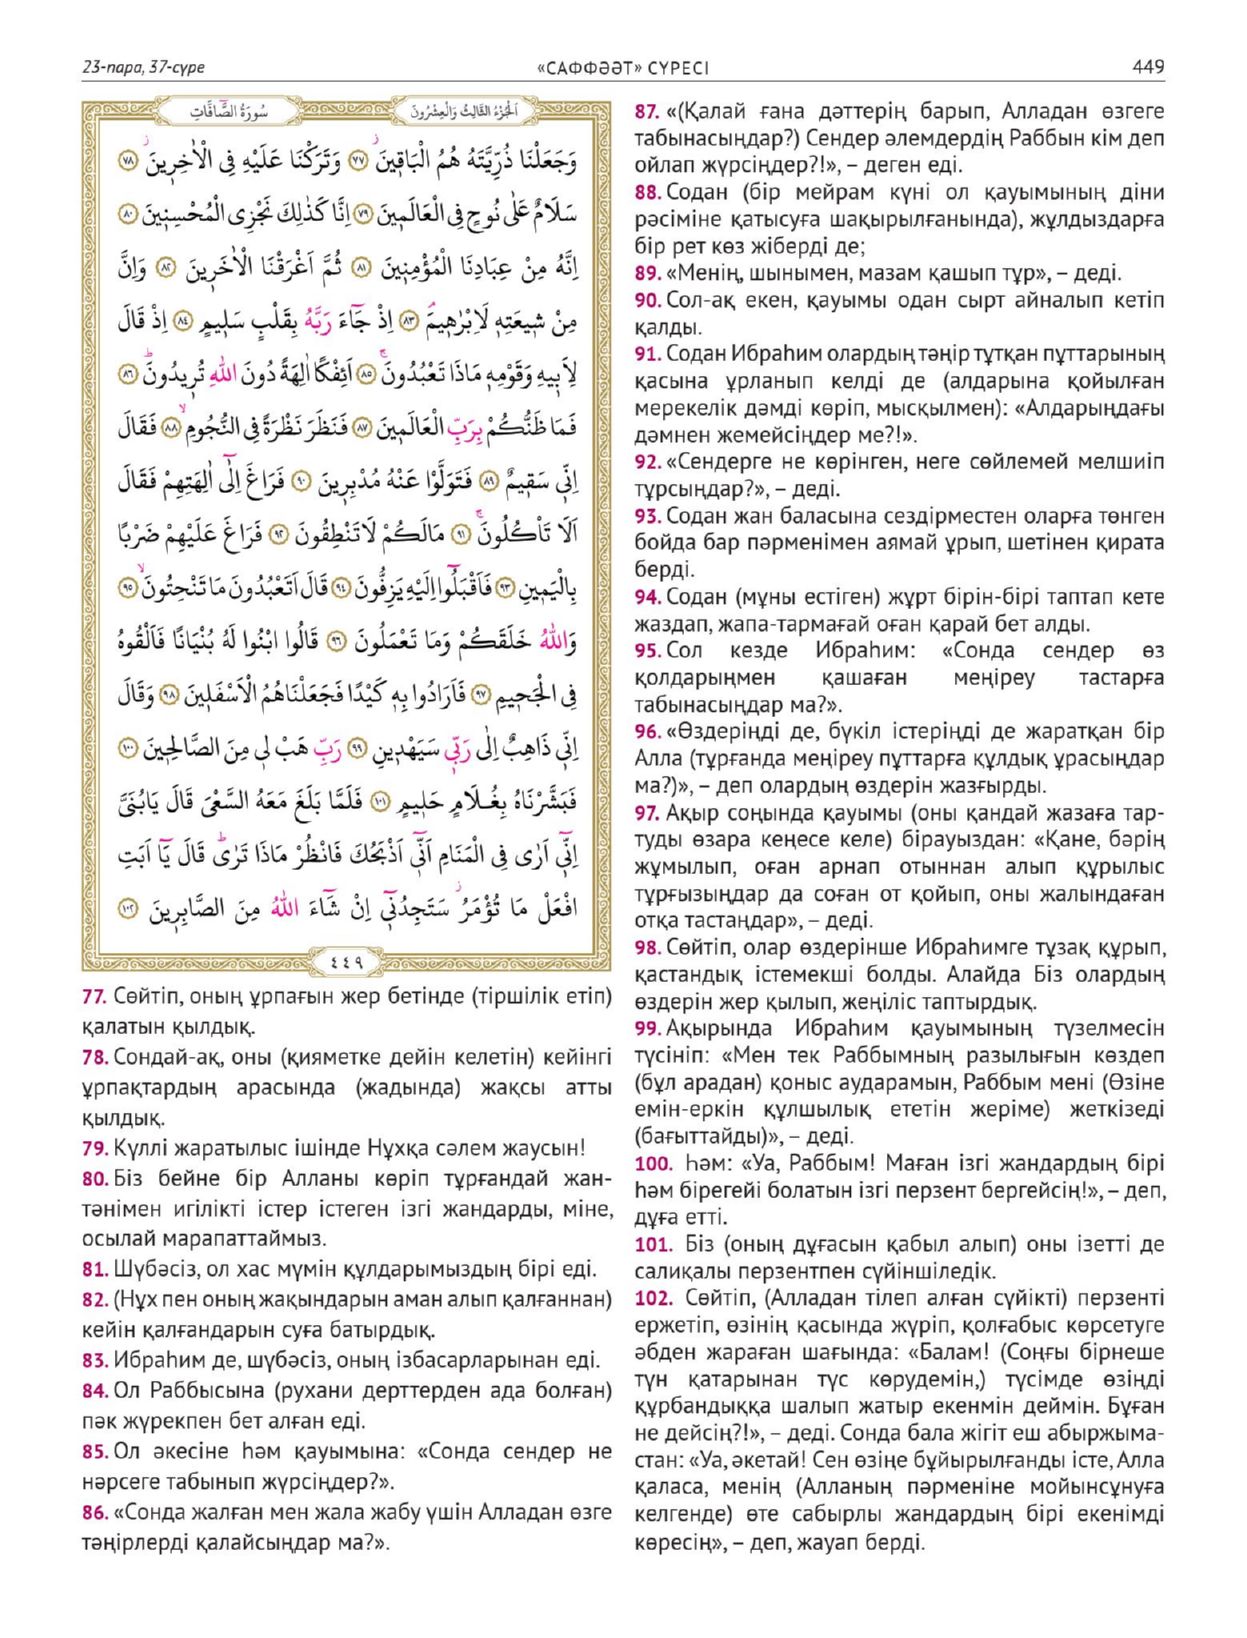 23-пара, 37-сүре
«САФФӘӘТ» СҮРЕСІ
449
سُورَةُ الصَّٓافَّاتِ
اَلْجُزْءُ الثَّالِثُ وَالْعِشْرُونَ
وَجَعَلْنَا ذُرِّيَّتَهُ هُمُ الْبَاقٖينَؗ ﴿٧٧﴾ وَتَرَكْنَا عَلَيْهِ فِى الْاٰخِرٖينَؗ ﴿٧٨﴾
سَلَامٌ عَلٰى نُوحٍ فِى الْعَالَمٖينَ ﴿٧٩﴾ اِنَّا كَذٰلِكَ نَجْزِى الْمُحْسِنٖينَ ﴿٨٠﴾
اِنَّهُ مِنْ عِبَادِنَا الْمُؤْمِنٖينَ ﴿٨١﴾ ثُمَّ اَغْرَقْنَا الْاٰخَرٖينَ ﴿٨٢﴾ وَاِنَّ
مِنْ شٖيعَتِهٖ لَاِبْرٰهٖيمَۘ ﴿٨٣﴾ اِذْ جَٓاءَ رَبَّهُ بِقَلْبٍ سَلٖيمٍ ﴿٨٤﴾ اِذْ قَالَ
لِاَبٖيهِ وَقَوْمِهٖ مَاذَا تَعْبُدُونَۚ ﴿٨٥﴾ اَئِفْكًا اٰلِهَةً دُونَ اللّٰهِ تُرٖيدُونَؕ ﴿٨٦﴾
فَمَا ظَنُّكُمْ بِرَبِّ الْعَالَمٖينَ ﴿٨٧﴾ فَنَظَرَ نَظْرَةً فِى النُّجُومِۙ ﴿٨٨﴾ فَقَالَ
اِنّٖى سَقٖيمٌ ﴿٨٩﴾ فَتَوَلَّوْا عَنْهُ مُدْبِرٖينَ ﴿٩٠﴾ فَرَاغَ اِلٰٓى اٰلِهَتِهِمْ فَقَالَ
اَلَا تَاْكُلُونَۚ ﴿٩١﴾ مَالَكُمْ لَا تَنْطِقُونَ ﴿٩٢﴾ فَرَاغَ عَلَيْهِمْ ضَرْبًا
بِالْيَمٖينِ ﴿٩٣﴾ فَاَقْبَلُٓوا اِلَيْهِ يَزِفُّونَ ﴿٩٤﴾ قَالَ اَتَعْبُدُونَ مَا تَنْحِتُونَۙ ﴿٩٥﴾
وَاللّٰهُ خَلَقَكُمْ وَمَا تَعْمَلُونَ ﴿٩٦﴾ قَالُوا ابْنُوا لَهُ بُنْيَانًا فَاَلْقُوهُ
فِى الْجَحٖيمِ ﴿٩٧﴾ فَاَرَادُوا بِهٖ كَيْدًا فَجَعَلْنَاهُمُ الْاَسْفَلٖينَ ﴿٩٨﴾ وَقَالَ
اِنّٖى ذَاهِبٌ اِلٰى رَبّٖى سَيَهْدٖينِ ﴿٩٩﴾ رَبِّ هَبْ لٖى مِنَ الصَّالِحٖينَ ﴿١٠٠﴾
فَبَشَّرْنَاهُ بِغُلَامٍ حَلٖيمٍ ﴿١٠١﴾ فَلَمَّا بَلَغَ مَعَهُ السَّعْىَ قَالَ يَابُنَىَّ
اِنّٖٓى اَرٰى فِى الْمَنَامِ اَنّٖٓى اَذْبَحُكَ فَانْظُرْ مَاذَا تَرٰىؕ قَالَ يَٓا اَبَتِ
افْعَلْ مَا تُؤْمَرُؗ سَتَجِدُنٖٓى اِنْ شَٓاءَ اللّٰهُ مِنَ الصَّابِرٖينَ ﴿١٠٢﴾
٤٤٩
77. Сөйтіп, оның ұрпағын жер бетінде (тіршілік етіп)
қалатын қылдық.
78. Сондай-ақ, оны (қияметке дейін келетін) кейінгі
ұрпақтардың арасында (жадында) жақсы атты
қылдық.
79. Күллі жаратылыс ішінде Нұхқа сәлем жаусын!
80. Біз бейне бір Алланы көріп тұрғандай жан-
тәнімен игілікті істер істеген ізгі жандарды, міне,
осылай марапаттаймыз.
81. Шүбәсіз, ол хас мүмін құлдарымыздың бірі еді.
82. (Нұх пен оның жақындарын аман алып қалғаннан)
кейін қалғандарын суға батырдық.
83. Ибраһим де, шүбәсіз, оның ізбасарларынан еді.
84. Ол Раббысына (рухани дерттерден ада болған)
пәк жүрекпен бет алған еді.
85. Ол әкесіне һәм қауымына: «Сонда сендер не
нәрсеге табынып жүрсіңдер?».
86. «Сонда жалған мен жала жабу үшін Алладан өзге
тәңірлерді қалайсыңдар ма?».
87. «(Қалай ғана дәттерің барып, Алладан өзгеге
табынасыңдар?) Сендер әлемдердің Раббын кім деп
ойлап жүрсіңдер?!», – деген еді.
88. Содан (бір мейрам күні ол қауымының діни
рәсіміне қатысуға шақырылғанында), жұлдыздарға
бір рет көз жіберді де;
89. «Менің, шынымен, мазам қашып тұр», – деді.
90. Сол-ақ екен, қауымы одан сырт айналып кетіп
қалды.
91. Содан Ибраһим олардың тәңір тұтқан пұттарының
қасына ұрланып келді де (алдарына қойылған
мерекелік дәмді көріп, мысқылмен): «Алдарыңдағы
дәмнен жемейсіңдер ме?!».
92. «Сендерге не көрінген, неге сөйлемей мелшиіп
тұрсыңдар?», – деді.
93. Содан жан баласына сездірместен оларға төнген
бойда бар пәрменімен аямай ұрып, шетінен қирата
берді.
94. Содан (мұны естіген) жұрт бірін-бірі таптап кете
жаздап, жапа-тармағай оған қарай бет алды.
95. Сол кезде Ибраһим: «Сонда сендер өз
қолдарыңмен қашаған меңіреу тастарға
табынасыңдар ма?».
96. «Өздеріңді де, бүкіл істеріңді де жаратқан бір
Алла (тұрғанда меңіреу пұттарға құлдық ұрасыңдар
ма?)», – деп олардың өздерін жазғырды.
97. Ақыр соңында қауымы (оны қандай жазаға тар-
туды өзара кеңесе келе) бірауыздан: «Қане, бәрің
жұмылып, оған арнап отыннан алып құрылыс
тұрғызыңдар да соған от қойып, оны жалындаған
отқа тастаңдар», – деді.
98. Сөйтіп, олар өздерінше Ибраһимге тұзақ құрып,
қастандық істемекші болды. Алайда Біз олардың
өздерін жер қылып, жеңіліс таптырдық.
99. Ақырында Ибраһим қауымының түзелмесін
түсініп: «Мен тек Раббымның разылығын көздеп
(бұл арадан) қоныс аударамын, Раббым мені (Өзіне
емін-еркін құлшылық ететін жеріме) жеткізеді
(бағыттайды)», – деді.
100. Һәм: «Уа, Раббым! Маған ізгі жандардың бірі
һәм бірегейі болатын ізгі перзент бергейсің!», – деп,
дұға етті.
101. Біз (оның дұғасын қабыл алып) оны ізетті де
салиқалы перзентпен сүйіншіледік.
102. Сөйтіп, (Алладан тілеп алған сүйікті) перзенті
ержетіп, өзінің қасында жүріп, қолғабыс көрсетуге
әбден жараған шағында: «Балам! (Соңғы бірнеше
түн қатарынан түс көрудемін,) түсімде өзіңді
құрбандыққа шалып жатыр екенмін деймін. Бұған
не дейсің?!», – деді. Сонда бала жігіт еш абыржыма-
стан: «Уа, әкетай! Сен өзіңе бұйырылғанды істе, Алла
қаласа, менің (Алланың пәрменіне мойынсұнуға
келгенде) өте сабырлы жандардың бірі екенімді
көресің», – деп, жауап берді.